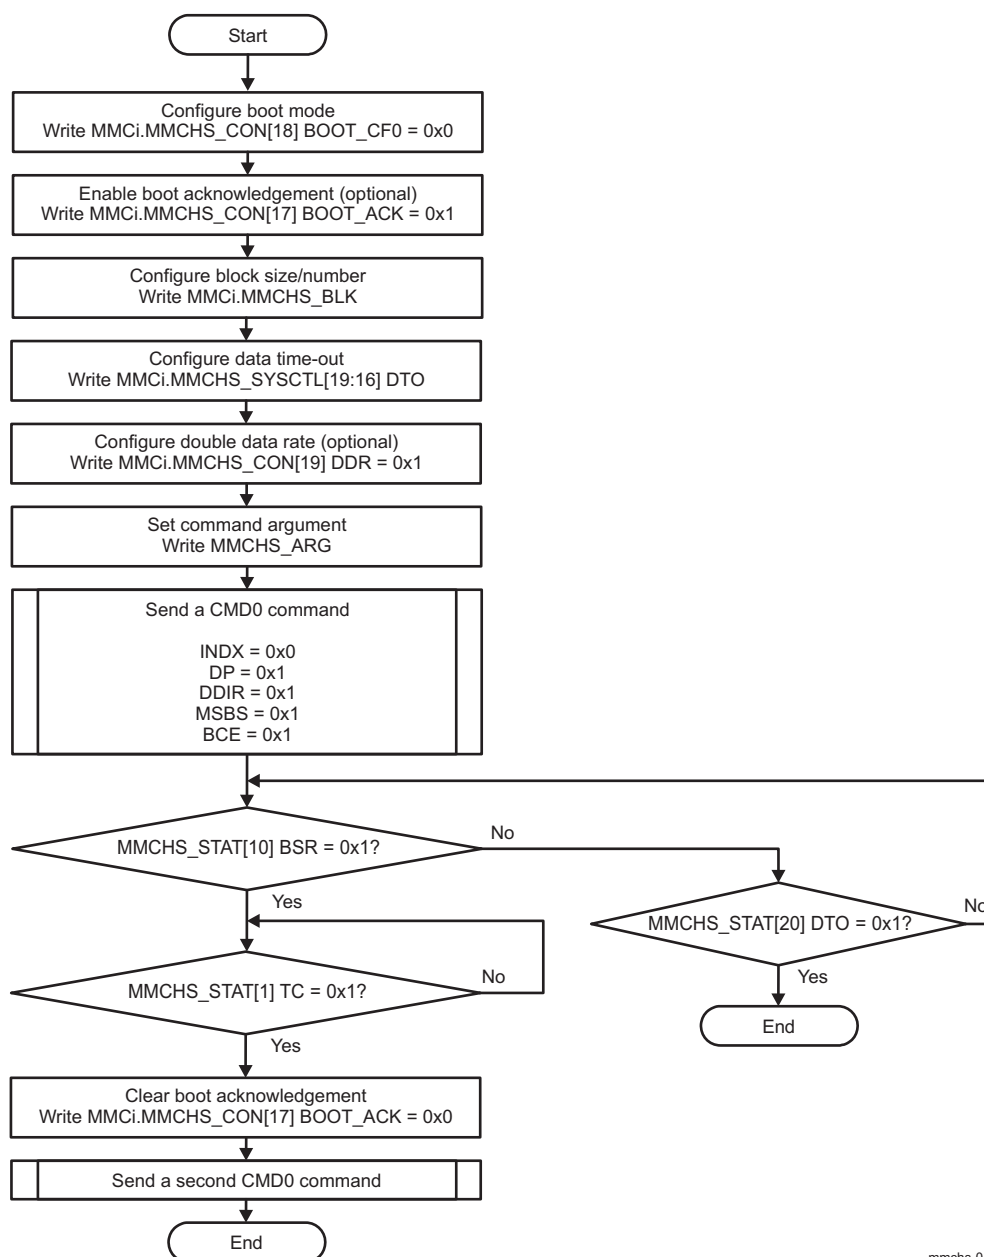 Start
Configure boot mode
Write MMCi.MMCHS_CON[18] BOOT_CF0 = 0x0
Enable boot acknowledgement (optional)
Write MMCi.MMCHS_CON[17] BOOT_ACK = 0x1
Configure block size/number
Write MMCi.MMCHS_BLK
Configure data time-out
Write MMCi.MMCHS_SYSCTL[19:16] DTO
Configure double data rate (optional)
Write MMCi.MMCHS_CON[19] DDR = 0x1
Set command argument
Write MMCHS_ARG
Send a CMD0 command
INDX = 0x0
DP = 0x1
DDIR = 0x1
MSBS = 0x1
BCE = 0x1
MMCHS_STAT[10] BSR = 0x1?
No
Yes
MMCHS_STAT[20] DTO = 0x1?
No
Yes
End
MMCHS_STAT[1] TC = 0x1?
No
Yes
Clear boot acknowledgement
Write MMCi.MMCHS_CON[17] BOOT_ACK = 0x0
Send a second CMD0 command
End